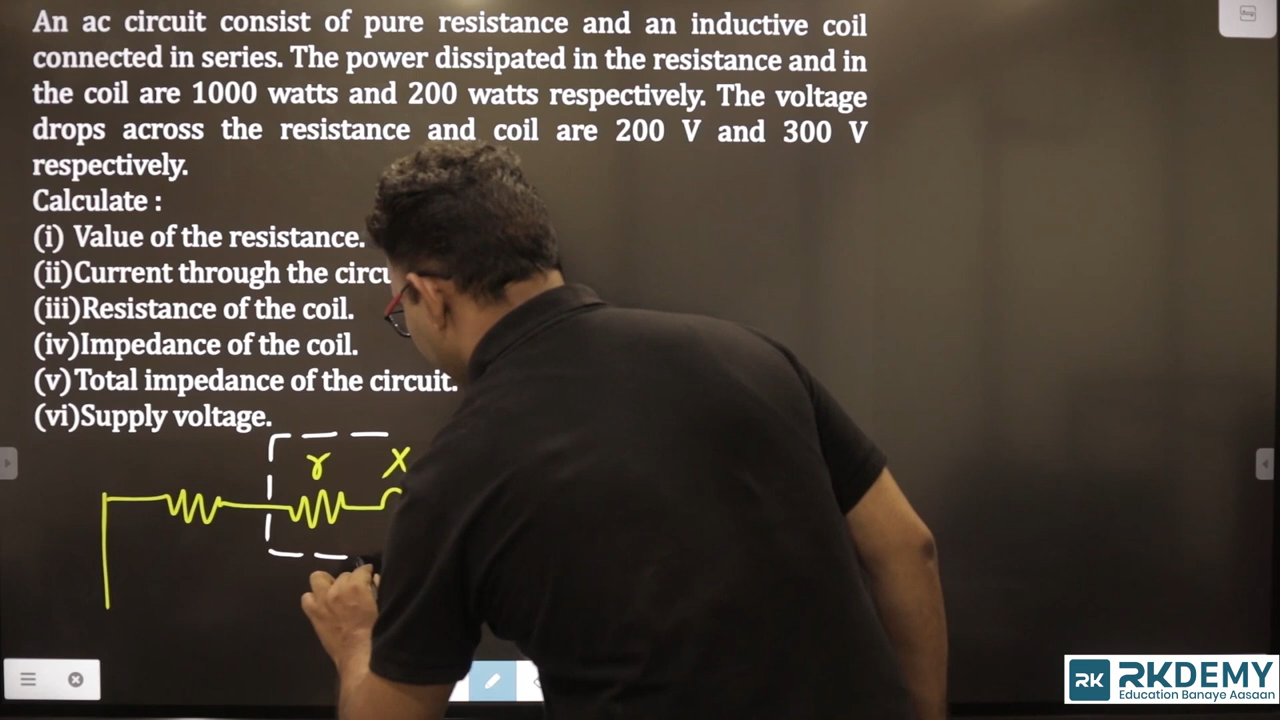 An ac circuit consist of pure resistance and an inductive coil
connected in series. The power dissipated in the resistance and in
the coil are 1000 watts and 200 watts respectively. The voltage
drops across the resistance and coil are 200 V and 300 V
respectively.
Calculate :
(i) Value of the resistance.
(ii)Current through the
(iii)Resistance of the coil.
(iv)Impedance of the coil.
(v) Total impedance of the circuit.
(vi)Supply voltage.
r X
RK RKDEMY
Education Banaye Aasaan